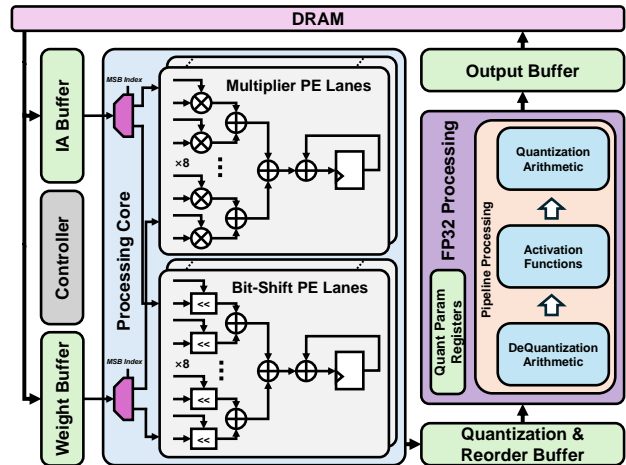 DRAM
IA Buffer
Controller
Weight Buffer
MSB Index
MSB Index
Processing Core
Multiplier PE Lanes
×8
Bit-Shift PE Lanes
<<
<<
×8
<<
<<
Output Buffer
FP32 Processing
Pipeline Processing
Quantization
Arithmetic
Activation
Functions
DeQuantization
Arithmetic
Quant Param
Registers
Quantization &
Reorder Buffer